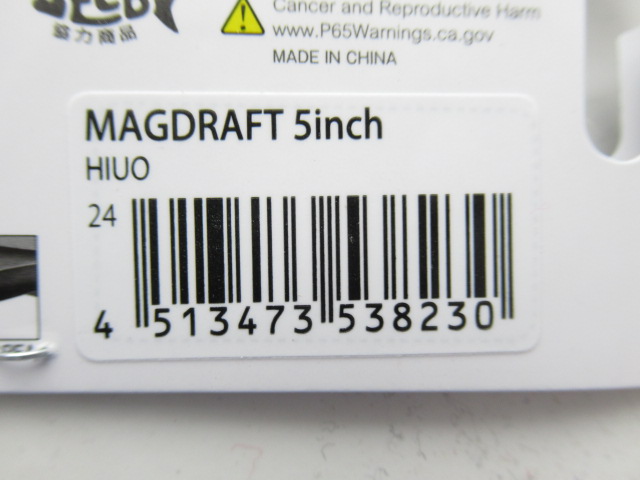 Cancer and Reproductive Harm
www.P65Warnings.ca.gov
MADE IN CHINA
MAGDRAFT 5inch
HIUO
24
4 513473 538230